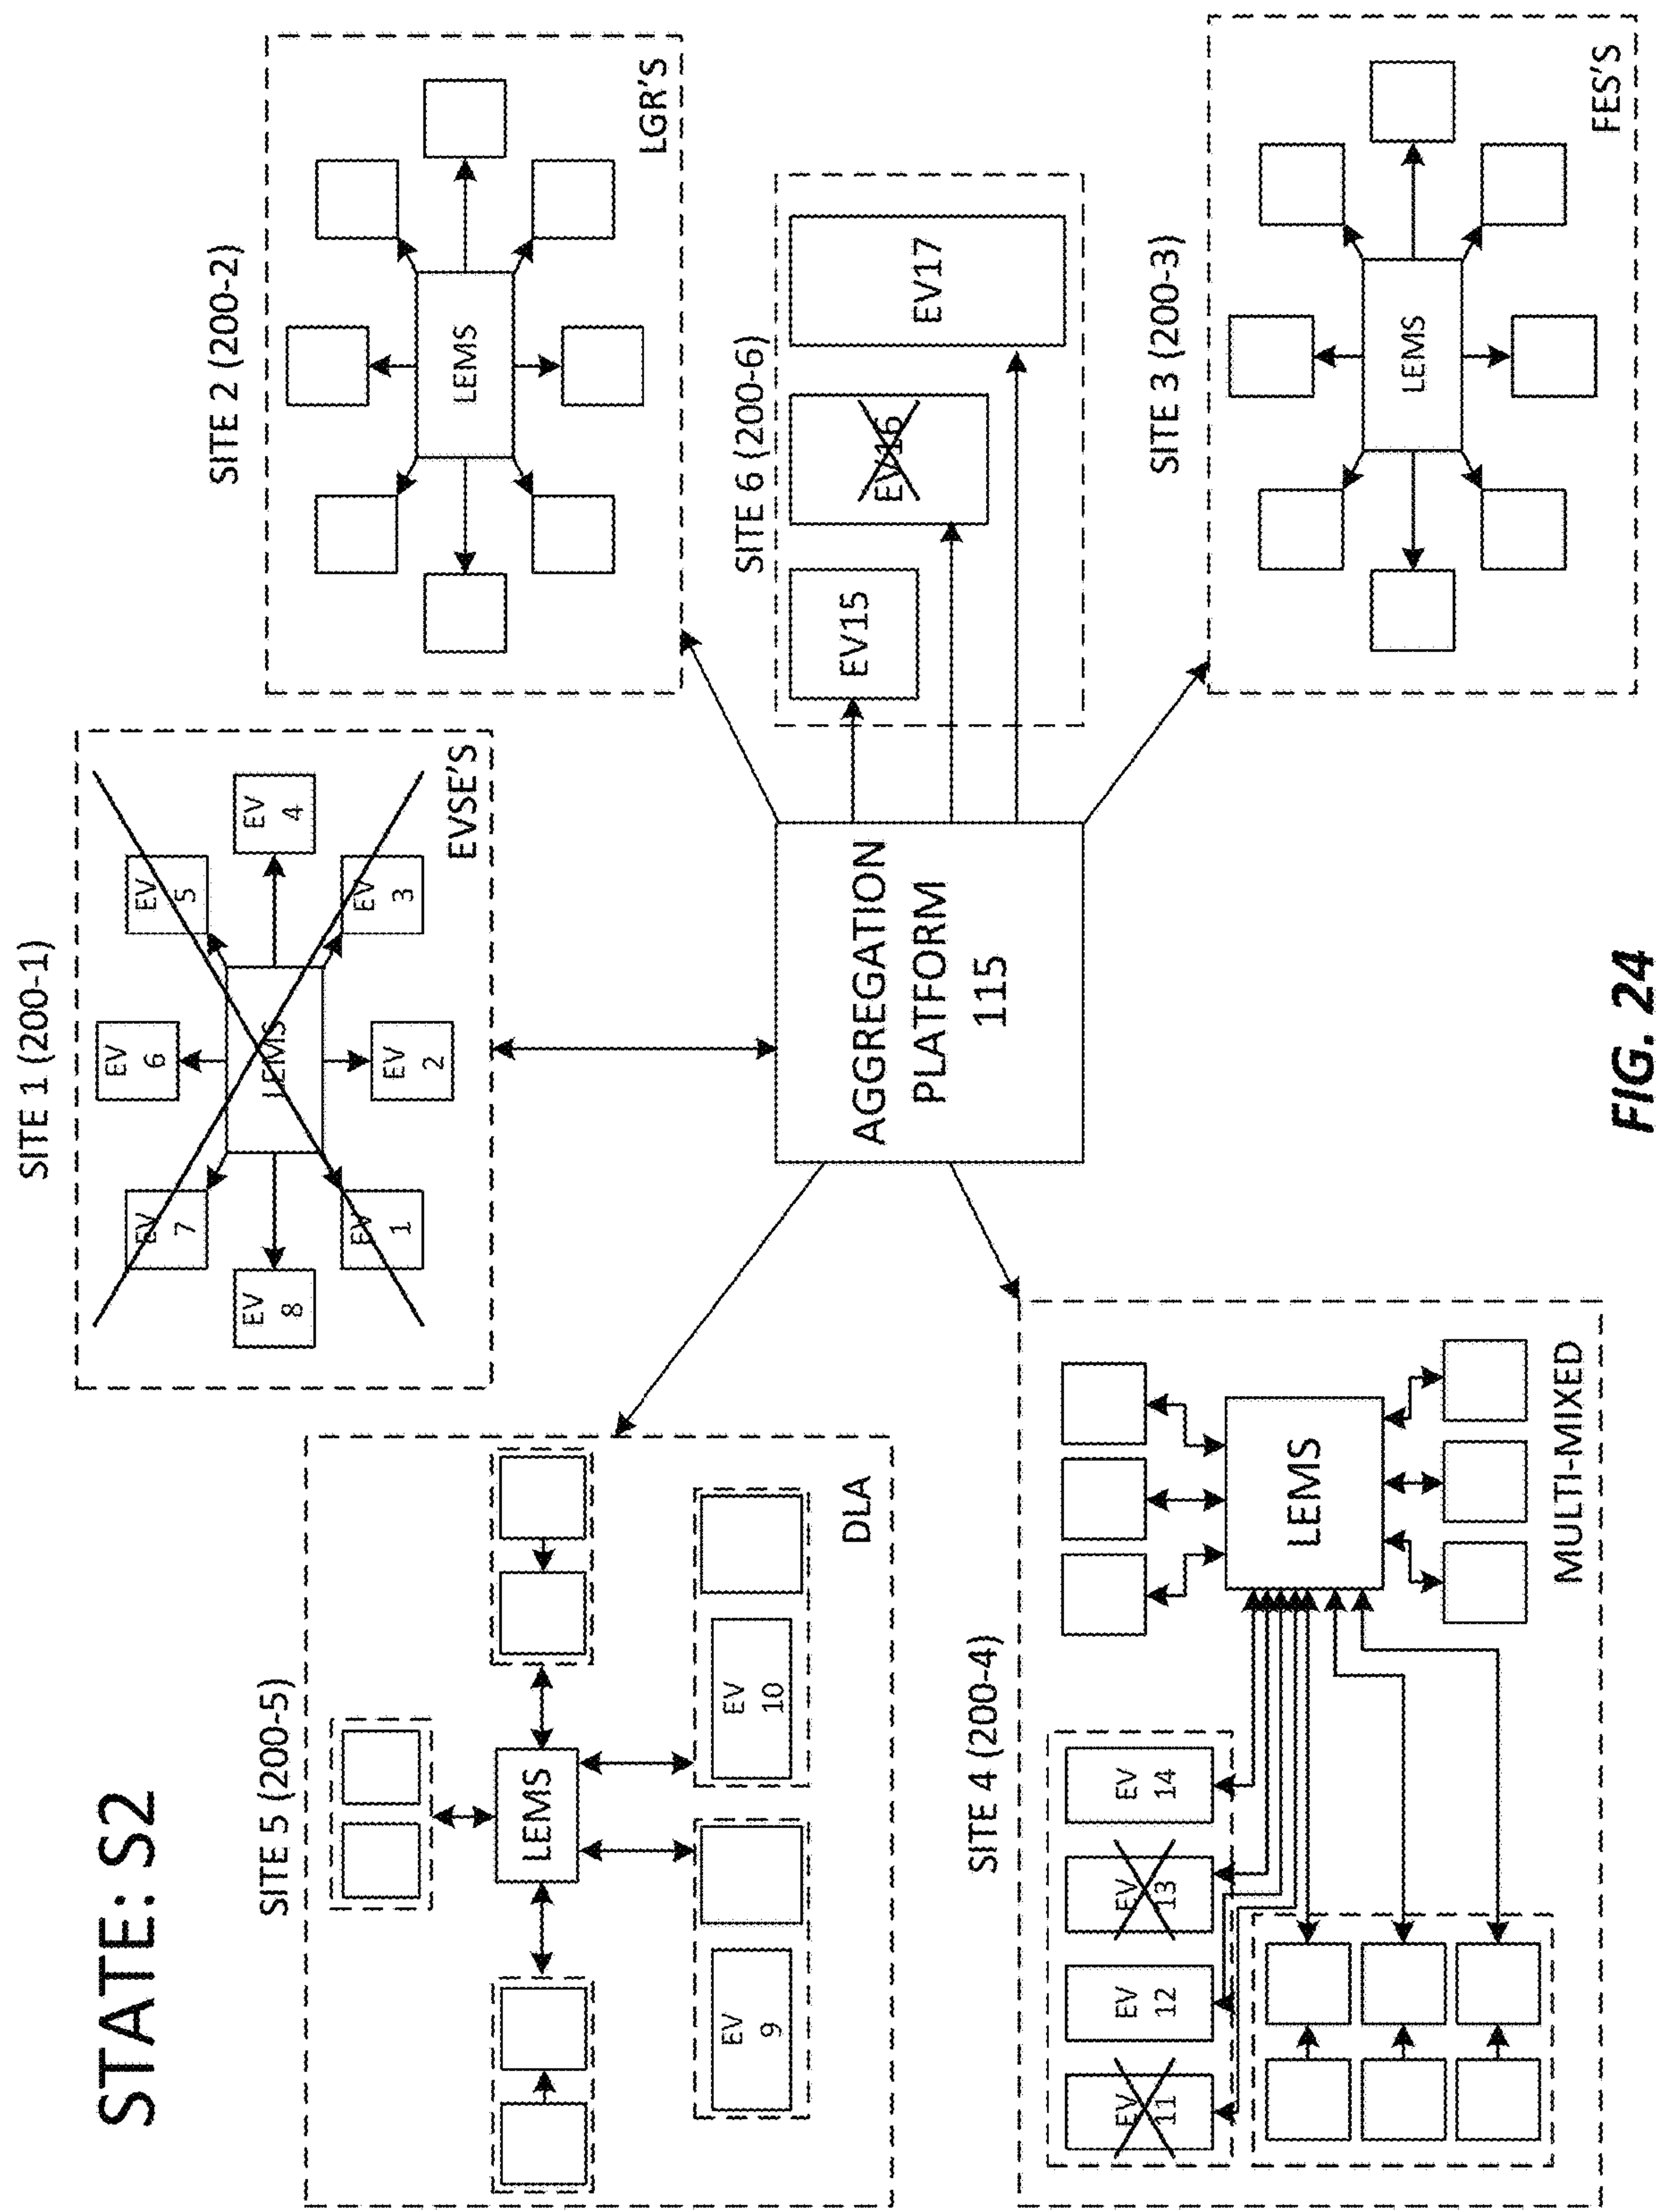 STATE: S2
SITE 1 (200-1)
EV
7
EV
6
EV
5
EV
8
LEMS
EV
4
EV
1
EV
2
EV
3
EVSE'S
SITE 2 (200-2)
LEMS
LGR'S
SITE 5 (200-5)
LEMS
EV
9
EV
10
DLA
AGGREGATION
PLATFORM
115
SITE 6 (200-6)
EV15
EV16
EV17
SITE 4 (200-4)
EV
11
EV
12
EV
13
EV
14
LEMS
MULTI-MIXED
SITE 3 (200-3)
LEMS
FES'S
FIG. 24